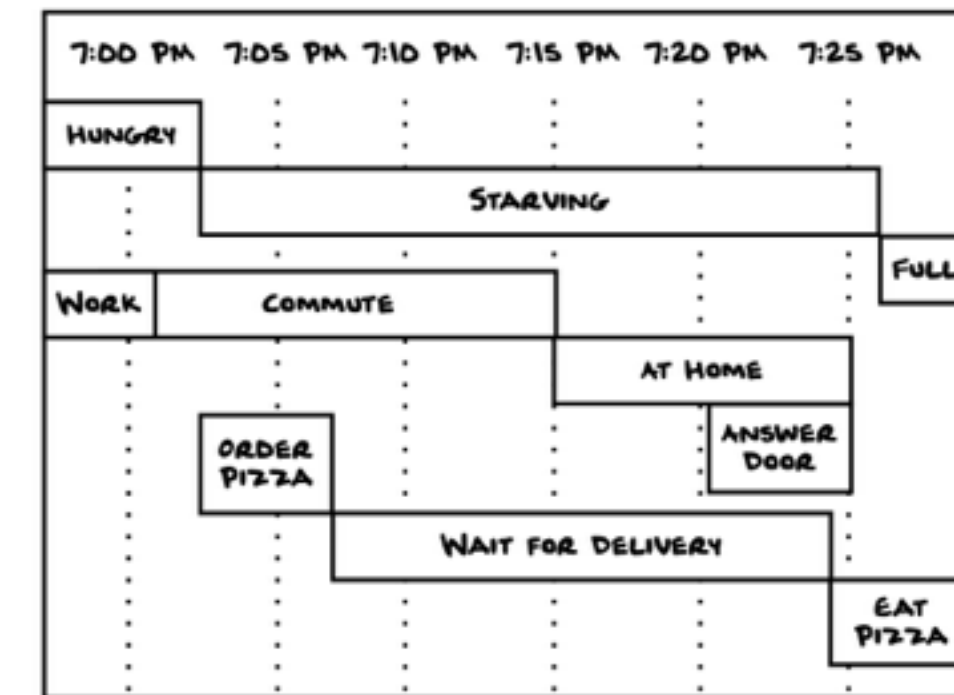 7:00 PM 7:05 PM 7:10 PM 7:15 PM 7:20 PM 7:25 PM
HUNGRY
STARVING
FULL
WORK COMMUTE
AT HOME
ANSWER
DOOR
ORDER
PIZZA
WAIT FOR DELIVERY
EAT
PIZZA